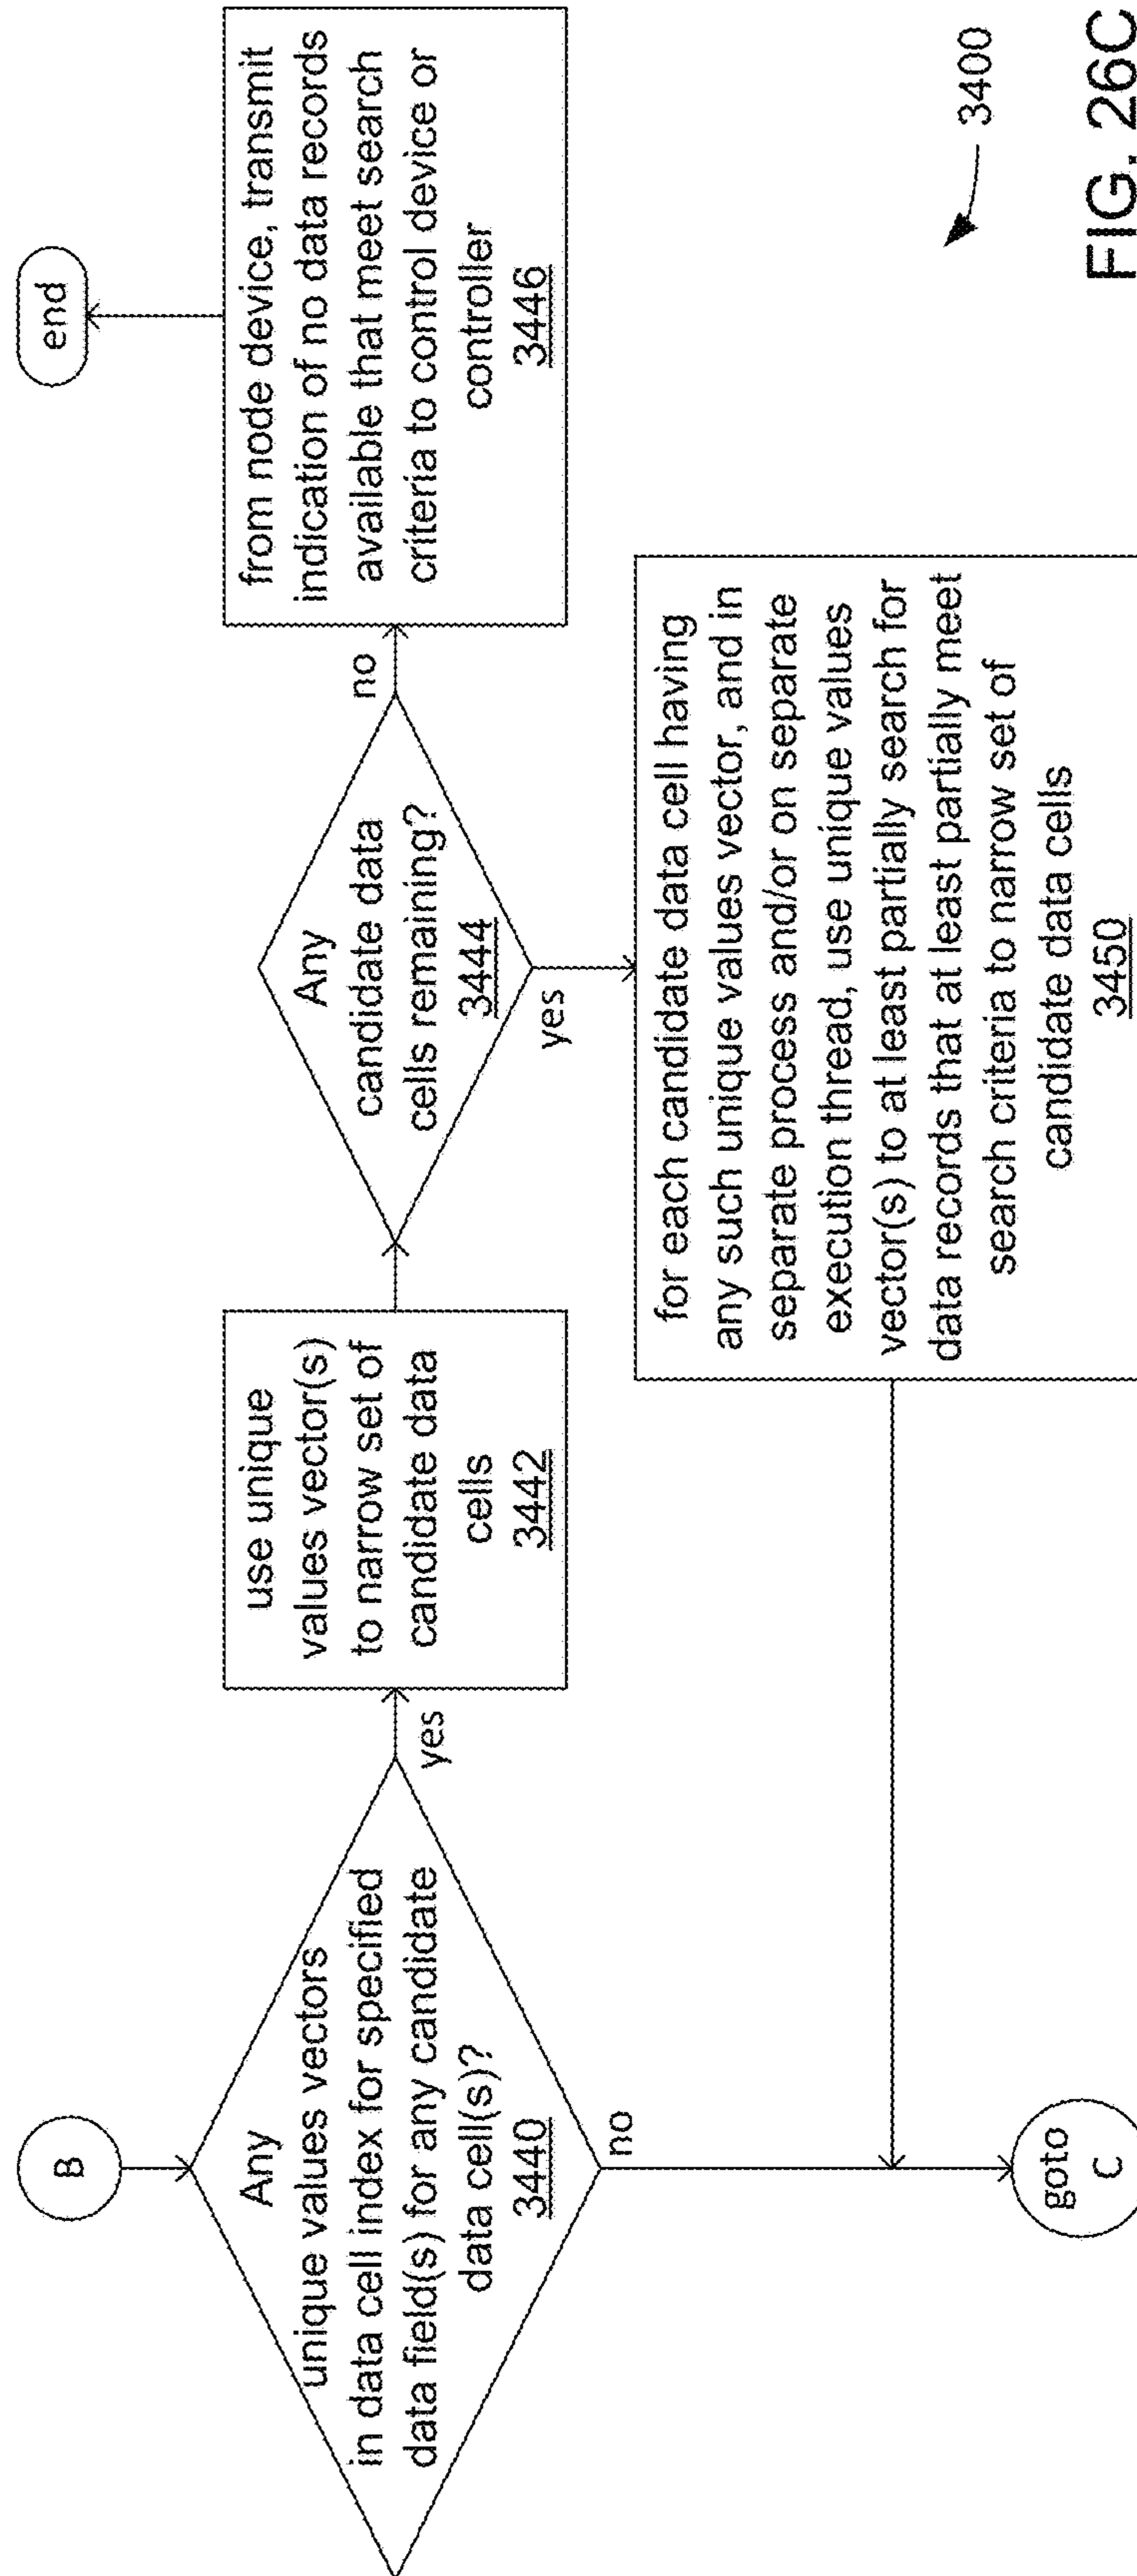 B
Any
unique values vectors
in data cell index for specified
data field(s) for any candidate
data cell(s)?
3440
yes
no
use unique
values vector(s)
to narrow set of
candidate data
cells
3442
Any
candidate data
cells remaining?
3444
no
yes
from node device, transmit
indication of no data records
available that meet search
criteria to control device or
controller
3446
end
for each candidate data cell having
any such unique values vector, and in
separate process and/or on separate
execution thread, use unique values
vector(s) to at least partially search for
data records that at least partially meet
search criteria to narrow set of
candidate data cells
3450
goto
C
3400
FIG. 26C